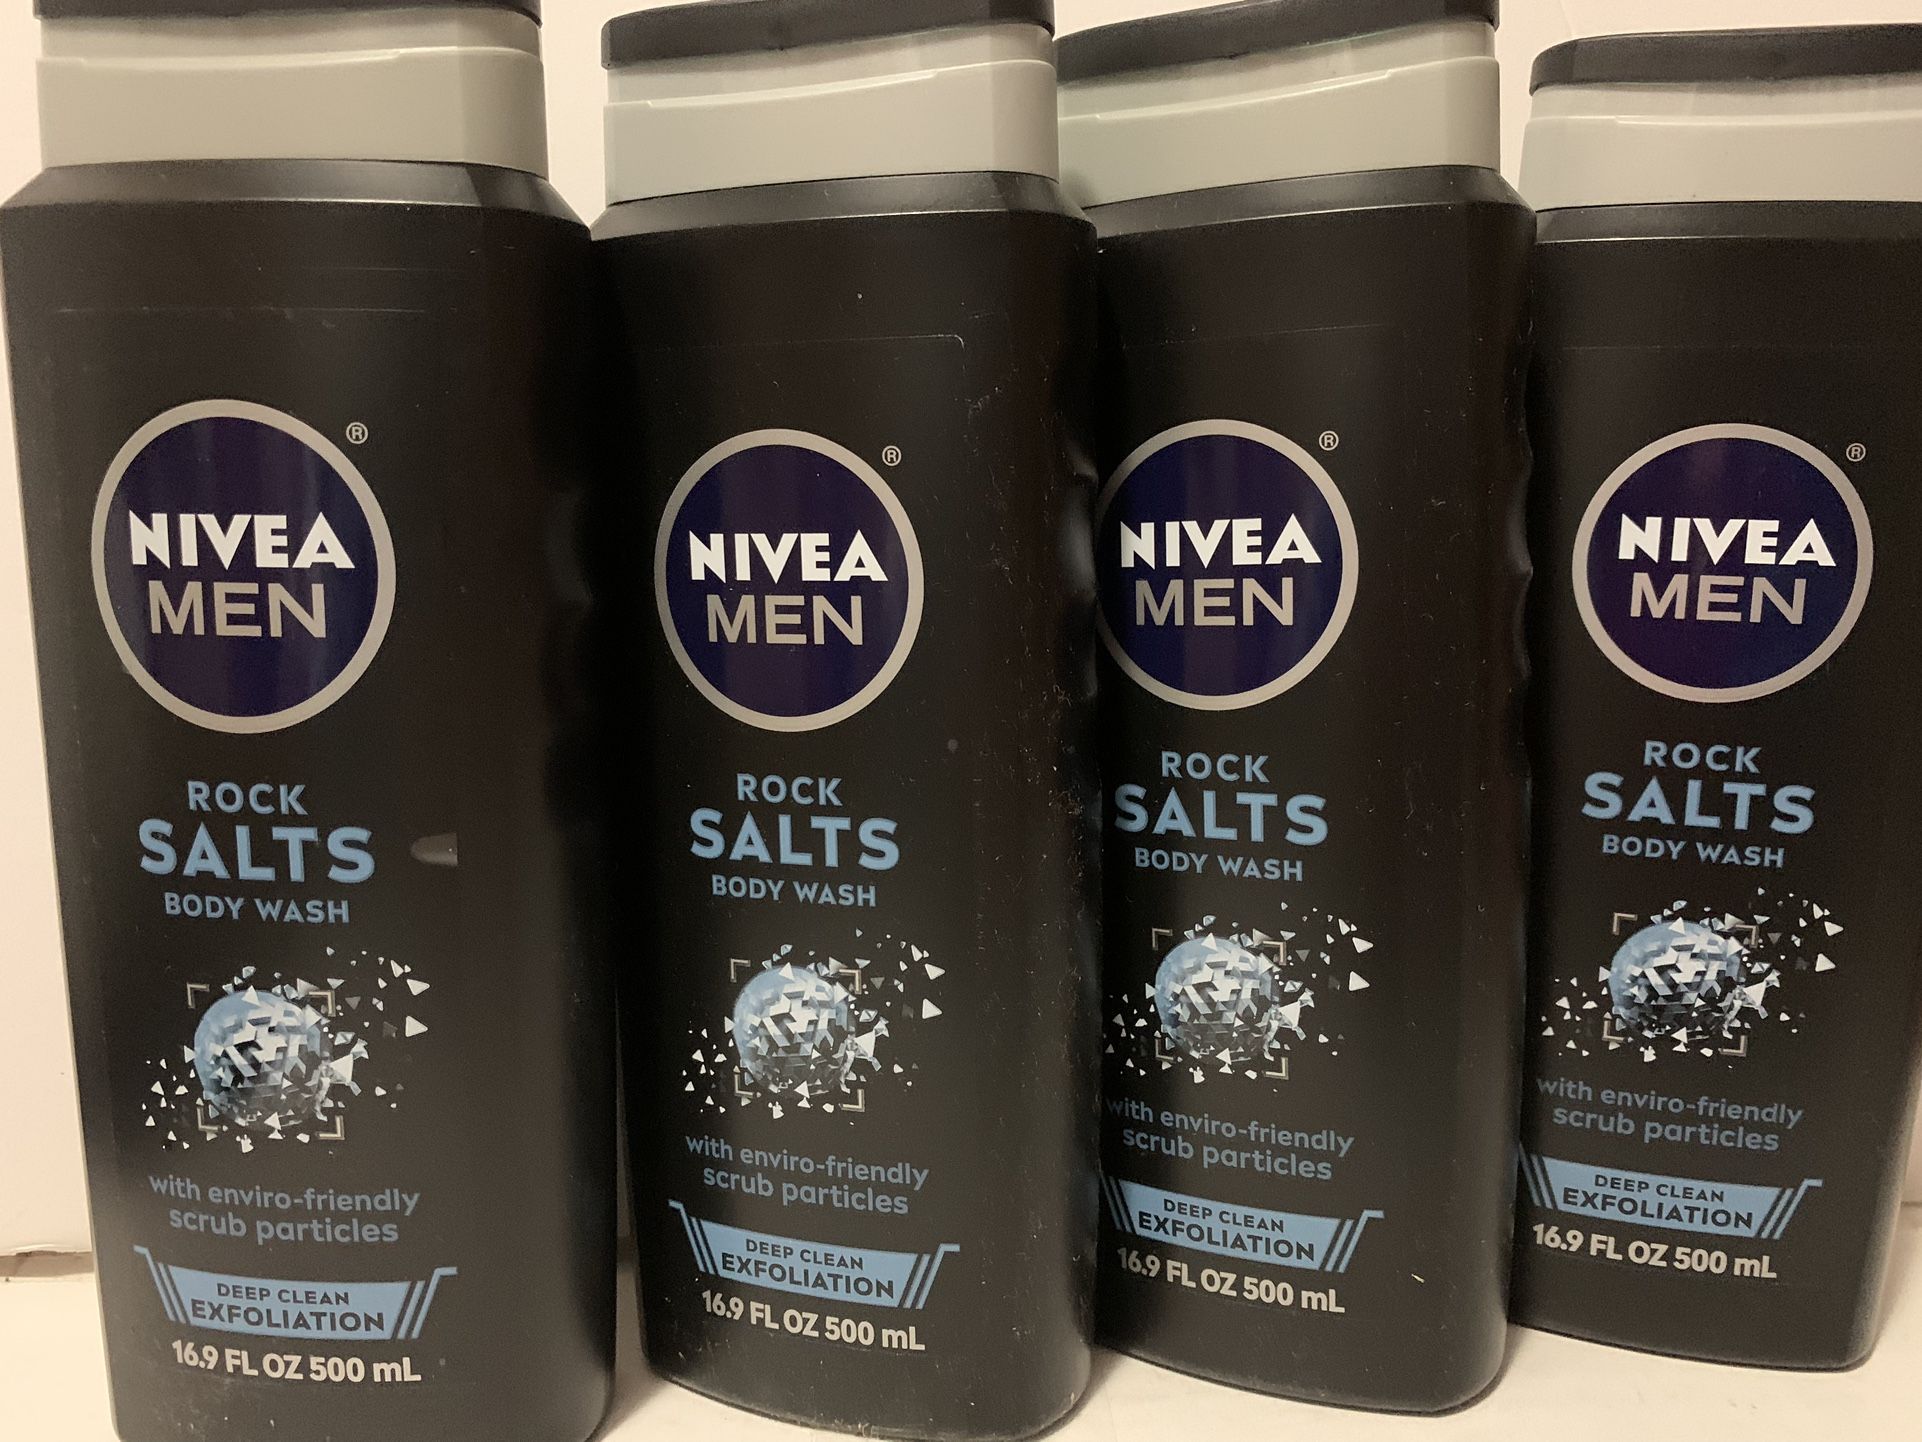 NIVEA
MEN
®
ROCK
SALTS
BODY WASH
with enviro-friendly
scrub particles
DEEP CLEAN
EXFOLIATION
16.9 FL OZ 500 mL
NIVEA
MEN
®
ROCK
SALTS
BODY WASH
with enviro-friendly
scrub particles
DEEP CLEAN
EXFOLIATION
16.9 FL OZ 500 mL
NIVEA
MEN
®
ROCK
SALTS
BODY WASH
with enviro-friendly
scrub particles
DEEP CLEAN
EXFOLIATION
16.9 FL OZ 500 mL
NIVEA
MEN
®
ROCK
SALTS
BODY WASH
with enviro-friendly
scrub particles
DEEP CLEAN
EXFOLIATION
16.9 FL OZ 500 mL